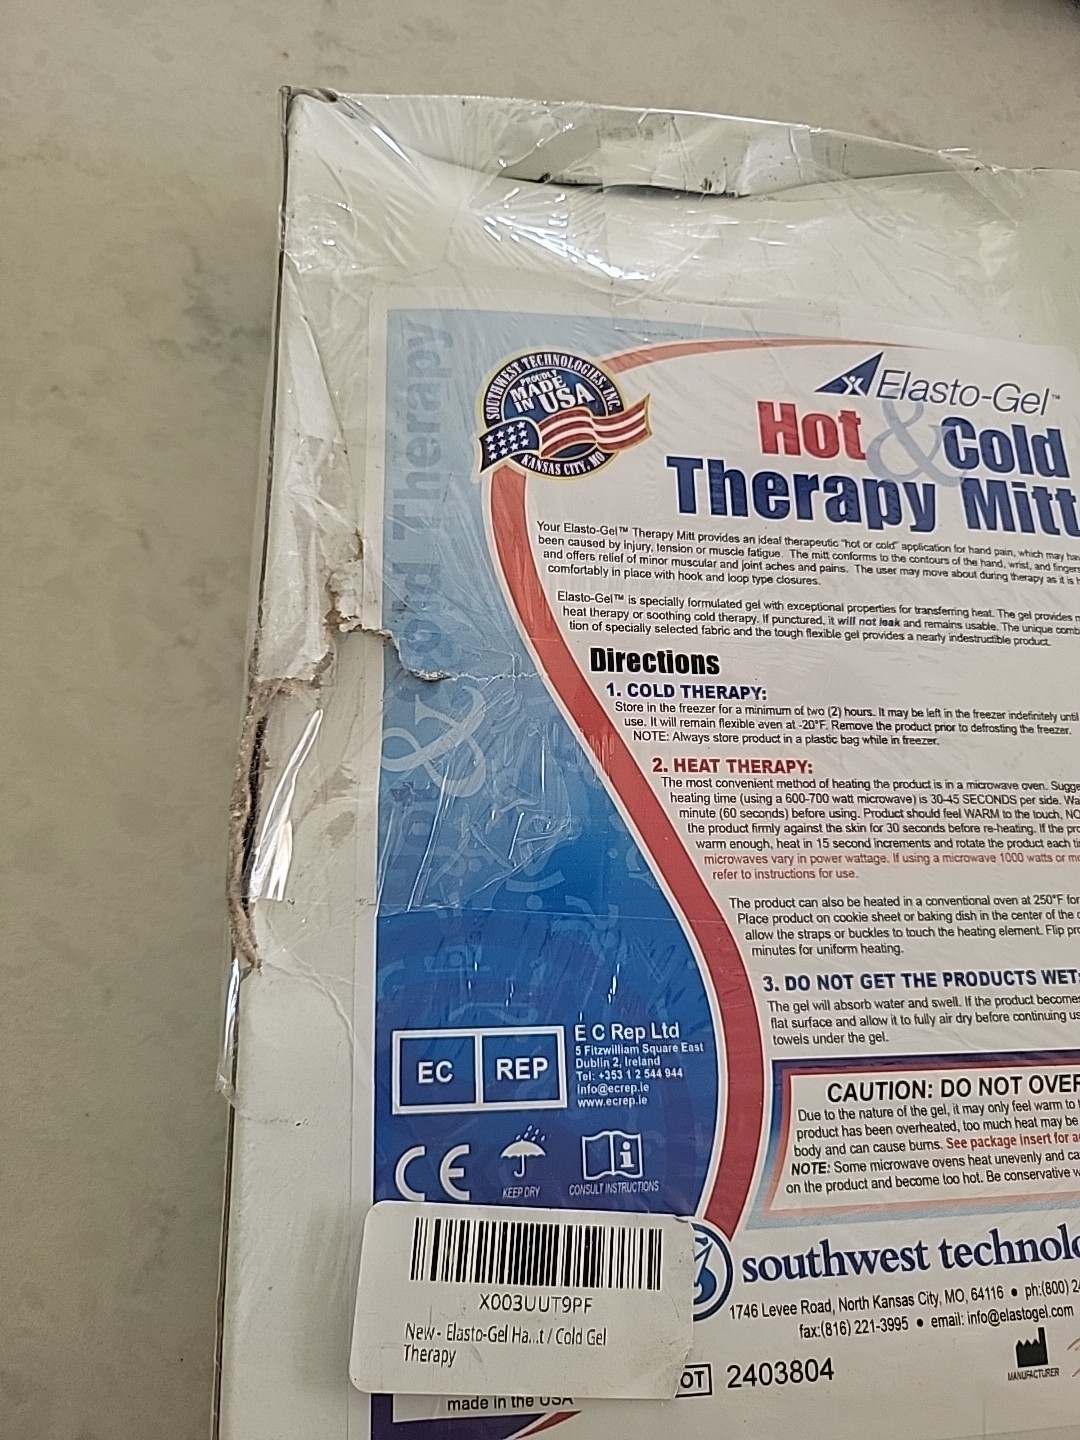 Hot & Cold Therapy
SOUTHWEST TECHNOLOGIES, INC.
PROUDLY
MADE
IN USA
KANSAS CITY, MO
Elasto-Gel™
Hot & Cold
Therapy Mitt
Your Elasto-Gel™ Therapy Mitt provides an ideal therapeutic "hot or cold" application for hand pain, which may
been caused by injury, tension or muscle fatigue. The mitt conforms to the contours of the hand, wrist, and
and offers relief of minor muscular and joint aches and pains. The user may move about during therapy as it is
comfortably in place with hook and loop type closures.
Elasto-Gel™ is specially formulated gel with exceptional properties for transferring heat. The gel provides
heat therapy or soothing cold therapy. If punctured, it will not leak and remains usable. The unique
tion of specially selected fabric and the tough flexible gel provides a nearly indestructible product.
Directions
1. COLD THERAPY:
Store in the freezer for a minimum of two (2) hours. It may be left in the freezer indefinitely until
use. It will remain flexible even at -20°F. Remove the product prior to defrosting the freezer.
NOTE: Always store product in a plastic bag while in freezer.
2. HEAT THERAPY:
The most convenient method of heating the product is in a microwave oven.
heating time (using a 600-700 watt microwave) is 30-45 SECONDS per side.
minute (60 seconds) before using. Product should feel WARM to the touch,
the product firmly against the skin for 30 seconds before re-heating. If the
warm enough, heat in 15 second increments and rotate the product each
microwaves vary in power wattage. If using a microwave 1000 watts or
refer to instructions for use.
The product can also be heated in a conventional oven at 250°F for
Place product on cookie sheet or baking dish in the center of the
allow the straps or buckles to touch the heating element. Flip
minutes for uniform heating.
3. DO NOT GET THE PRODUCTS WET:
The gel will absorb water and swell. If the product
flat surface and allow it to fully air dry before continuing
towels under the gel.
EC REP
E C Rep Ltd
5 Fitzwilliam Square East
Dublin 2, Ireland
Tel: +353 1 2 544 944
info@ecrep.ie
www.ecrep.ie
CAUTION: DO NOT
Due to the nature of the gel, it may only feel warm to
product has been overheated, too much heat may be
body and can cause burns. See package insert for
NOTE: Some microwave ovens heat unevenly and
on the product and become too hot. Be conservative
CE
KEEP DRY
CONSULT INSTRUCTIONS
X003UUT9PF
New - Elasto-Gel Ha...t / Cold Gel
Therapy
southwest
1746 Levee Road, North Kansas City, MO, 64116 • ph:(800)
fax:(816) 221-3995 • email: info@elastogel.com
2403804
MANUFACTURER
made in the USA